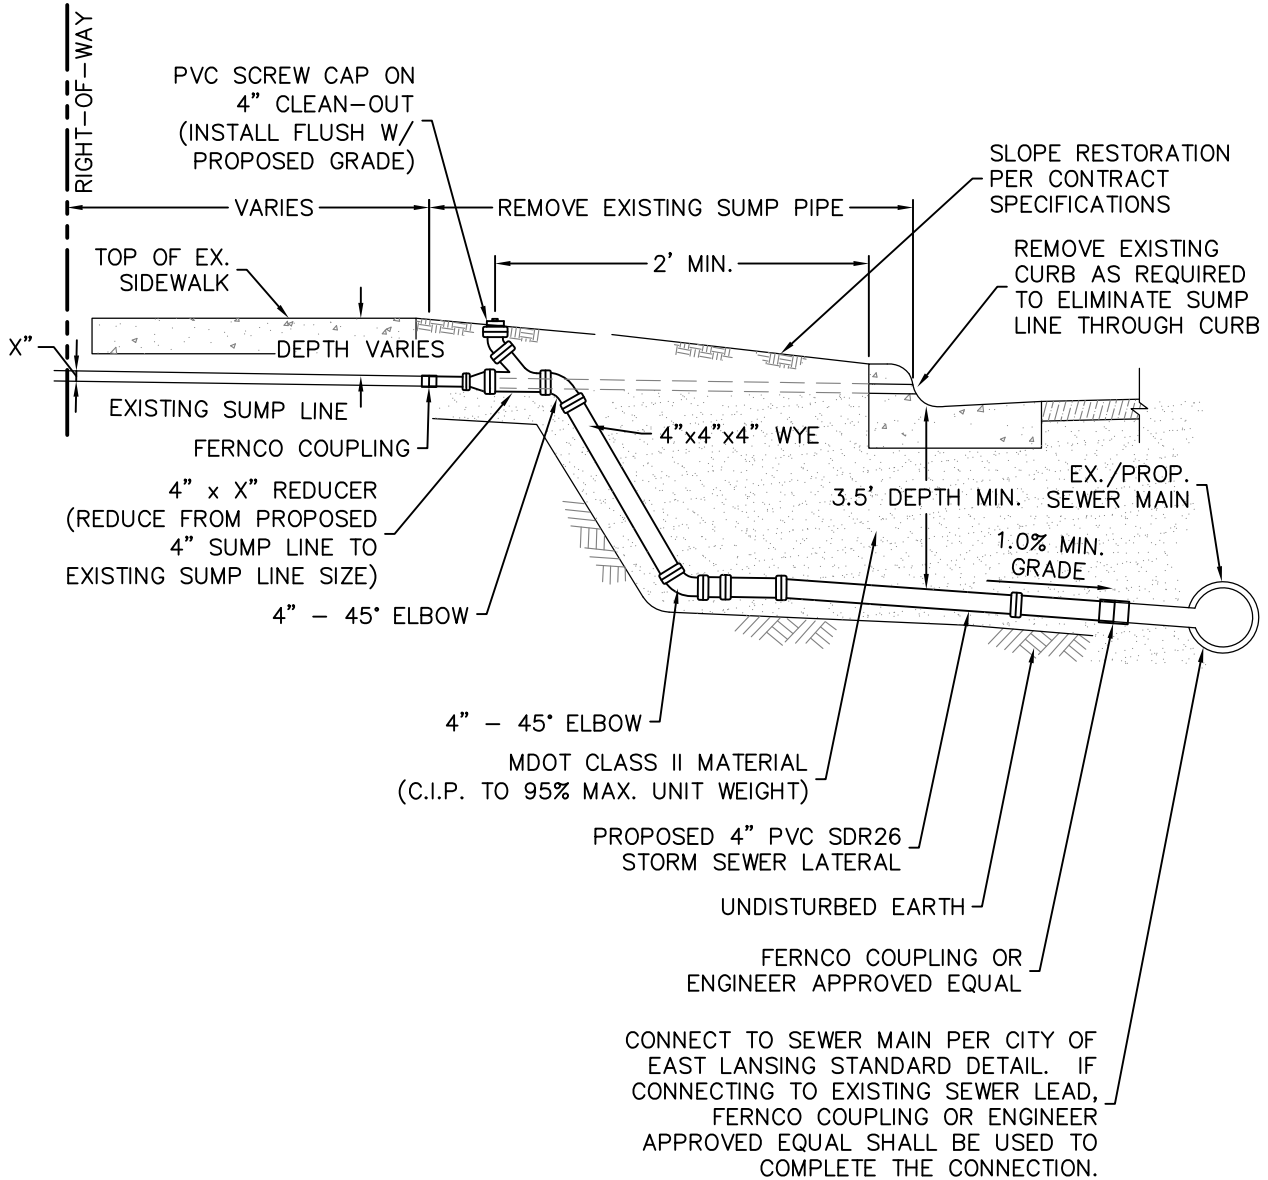 RIGHT-OF-WAY
PVC SCREW CAP ON
4" CLEAN-OUT
(INSTALL FLUSH W/
PROPOSED GRADE)
SLOPE RESTORATION
PER CONTRACT
SPECIFICATIONS
VARIES
REMOVE EXISTING SUMP PIPE
TOP OF EX.
SIDEWALK
2' MIN.
REMOVE EXISTING
CURB AS REQUIRED
TO ELIMINATE SUMP
LINE THROUGH CURB
X"
DEPTH VARIES
EXISTING SUMP LINE
FERNCO COUPLING
4"x4"x4" WYE
4" x X" REDUCER
(REDUCE FROM PROPOSED
4" SUMP LINE TO
EXISTING SUMP LINE SIZE)
3.5' DEPTH MIN.
EX./PROP.
SEWER MAIN
1.0% MIN.
GRADE
4" - 45° ELBOW
4" - 45° ELBOW
MDOT CLASS II MATERIAL
(C.I.P. TO 95% MAX. UNIT WEIGHT)
PROPOSED 4" PVC SDR26
STORM SEWER LATERAL
UNDISTURBED EARTH
FERNCO COUPLING OR
ENGINEER APPROVED EQUAL
CONNECT TO SEWER MAIN PER CITY OF
EAST LANSING STANDARD DETAIL. IF
CONNECTING TO EXISTING SEWER LEAD,
FERNCO COUPLING OR ENGINEER
APPROVED EQUAL SHALL BE USED TO
COMPLETE THE CONNECTION.